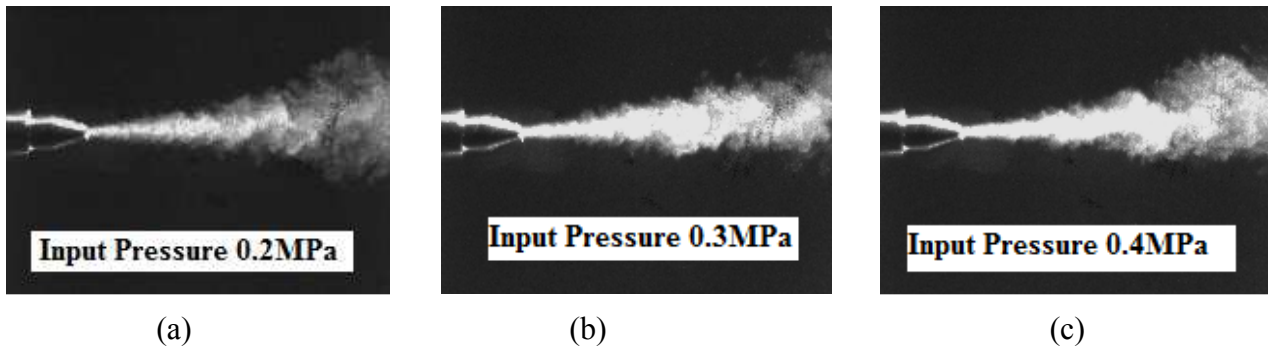 Input Pressure 0.2MPa
Input Pressure 0.3MPa
Input Pressure 0.4MPa
(a)
(b)
(c)